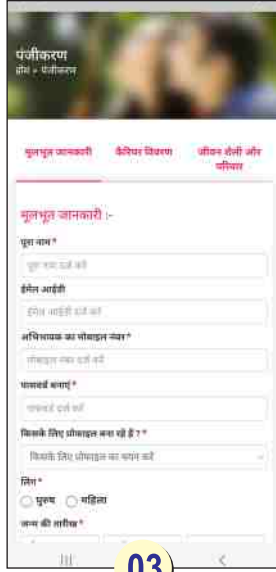 पंजीकरण
होम » पंजीकरण
मूलभूत जानकारी
कैरियर विवरण
जीवन शैली और
परिवार
मूलभूत जानकारी :-
पूरा नाम *
पूरा नाम दर्ज करें
ईमेल आईडी
ईमेल आईडी दर्ज करें
अभिभावक का मोबाइल नंबर *
मोबाइल नंबर दर्ज करें
पासवर्ड बनाएं *
पासवर्ड दर्ज करें
किसके लिए प्रोफाइल बना रहे हैं ? *
किसके लिए प्रोफाइल का चयन करें
लिंग *
पुरुष
महिला
जन्म की तारीख *
03